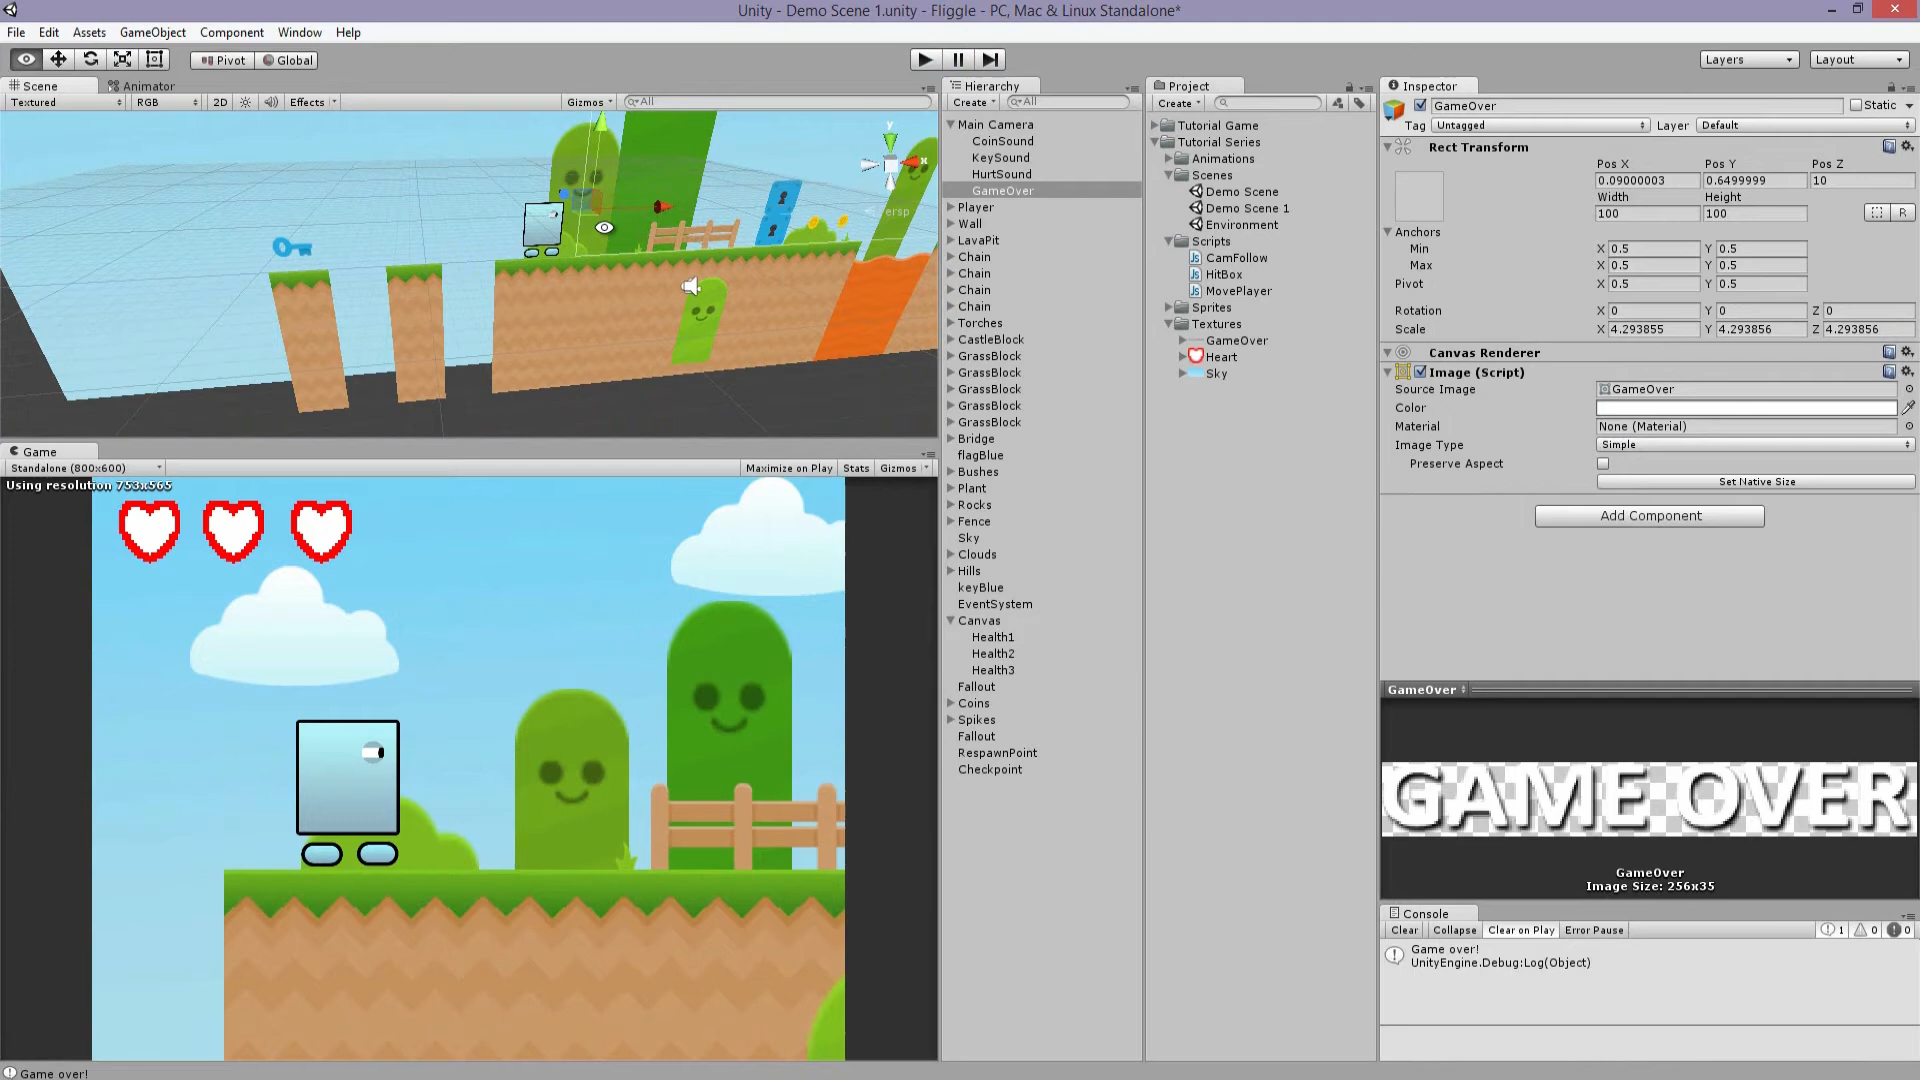 Unity - Demo Scene 1.unity - Fliggle - PC, Mac & Linux Standalone*
File Edit Assets GameObject Component Window Help
Pivot Global Layers Layout
Scene Animator
Textured RGB 2D Effects Gizmos All
y
x
Persp
Game
Standalone (800x600) Maximize on Play Stats Gizmos
Using resolution 753x565
Game over!
Hierarchy
Create All
Main Camera
CoinSound
KeySound
HurtSound
GameOver
Player
Wall
LavaPit
Chain
Chain
Chain
Chain
Torches
CastleBlock
GrassBlock
GrassBlock
GrassBlock
GrassBlock
GrassBlock
Bridge
flagBlue
Bushes
Plant
Rocks
Fence
Sky
Clouds
Hills
keyBlue
EventSystem
Canvas
Health1
Health2
Health3
Fallout
Coins
Spikes
Fallout
RespawnPoint
Checkpoint
Project
Create
Tutorial Game
Tutorial Series
Animations
Scenes
Demo Scene
Demo Scene 1
Environment
Scripts
CamFollow
HitBox
MovePlayer
Sprites
Textures
GameOver
Heart
Sky
Inspector
GameOver Static
Tag Untagged Layer Default
Rect Transform
Pos X Pos Y Pos Z
0.09000003 0.6499999 10
Width Height
100 100 R
Anchors
Min X 0.5 Y 0.5
Max X 0.5 Y 0.5
Pivot X 0.5 Y 0.5
Rotation X 0 Y 0 Z 0
Scale X 4.293855 Y 4.293856 Z 4.293856
Canvas Renderer
Image (Script)
Source Image GameOver
Color
Material None (Material)
Image Type Simple
Preserve Aspect
Set Native Size
Add Component
GameOver
GAME OVER
GameOver
Image Size: 256x35
Console
Clear Collapse Clear on Play Error Pause 1 0 0
Game over!
UnityEngine.Debug:Log(Object)